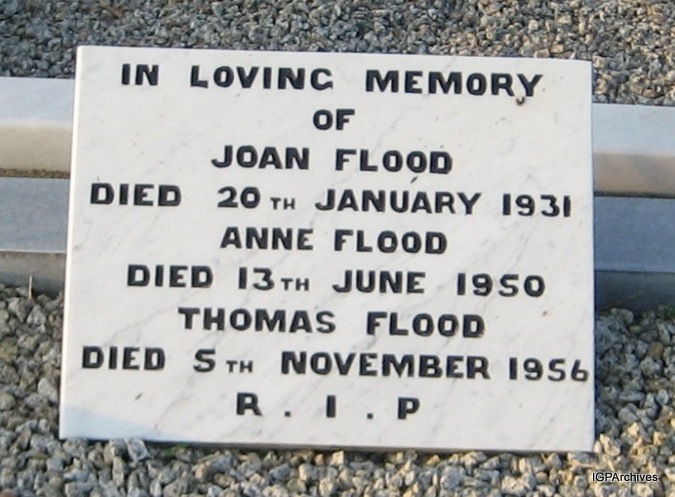 IN LOVING MEMORY
OF
JOAN FLOOD
DIED 20TH JANUARY 1931
ANNE FLOOD
DIED 13TH JUNE 1950
THOMAS FLOOD
DIED 5TH NOVEMBER 1956
R . I . P
IGPArchives